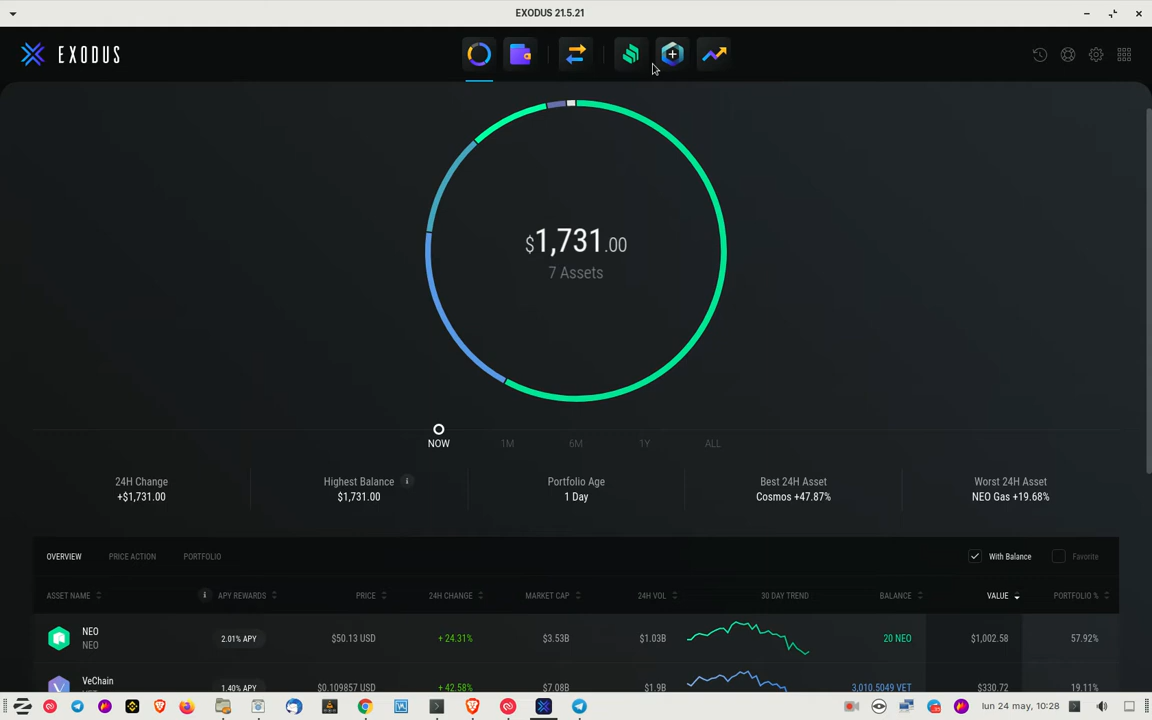 EXODUS 21.5.21
EXODUS
$1,731.00
7 Assets
NOW 1M 6M 1Y ALL
24H Change Highest Balance i Portfolio Age Best 24H Asset Worst 24H Asset
+$1,731.00 $1,731.00 1 Day Cosmos +47.87% NEO Gas +19.68%
OVERVIEW PRICE ACTION PORTFOLIO With Balance Favorite
ASSET NAME i APY REWARDS PRICE 24H CHANGE MARKET CAP 24H VOL 30 DAY TREND BALANCE VALUE PORTFOLIO %
NEO
NEO 2.01% APY $50.13 USD + 24.31% $3.53B $1.03B 20 NEO $1,002.58 57.92%
VeChain
1.40% APY $0.109857 USD + 42.58% $7.08B $1.9B 3,010.5049 VET $330.72 19.11%
lun 24 may, 10:28